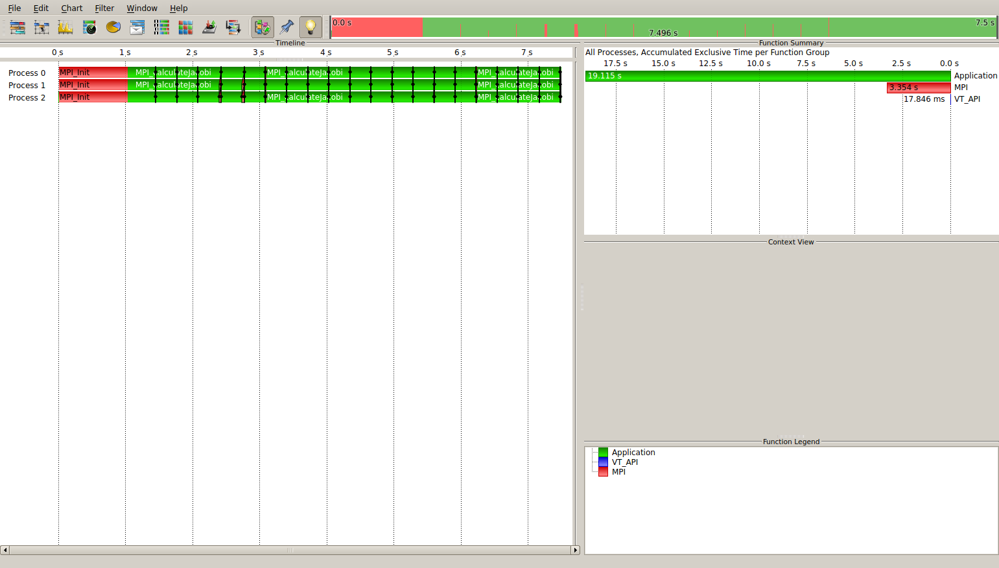 File Edit Chart Filter Window Help
0.0 s 7.496 s 7.5 s
Timeline
0 s 1 s 2 s 3 s 4 s 5 s 6 s 7 s
Process 0 MPI_Init MPI_CalculateJacobi MPI_CalculateJacobi MPI_CalculateJacobi
Process 1 MPI_Init MPI_CalculateJacobi MPI_CalculateJacobi
Process 2 MPI_Init MPI_CalculateJacobi MPI_CalculateJacobi
Function Summary
All Processes, Accumulated Exclusive Time per Function Group
17.5 s 15.0 s 12.5 s 10.0 s 7.5 s 5.0 s 2.5 s 0.0 s
19.115 s Application
3.354 s MPI
17.846 ms VT_API
Context View
Function Legend
Application
VT_API
MPI